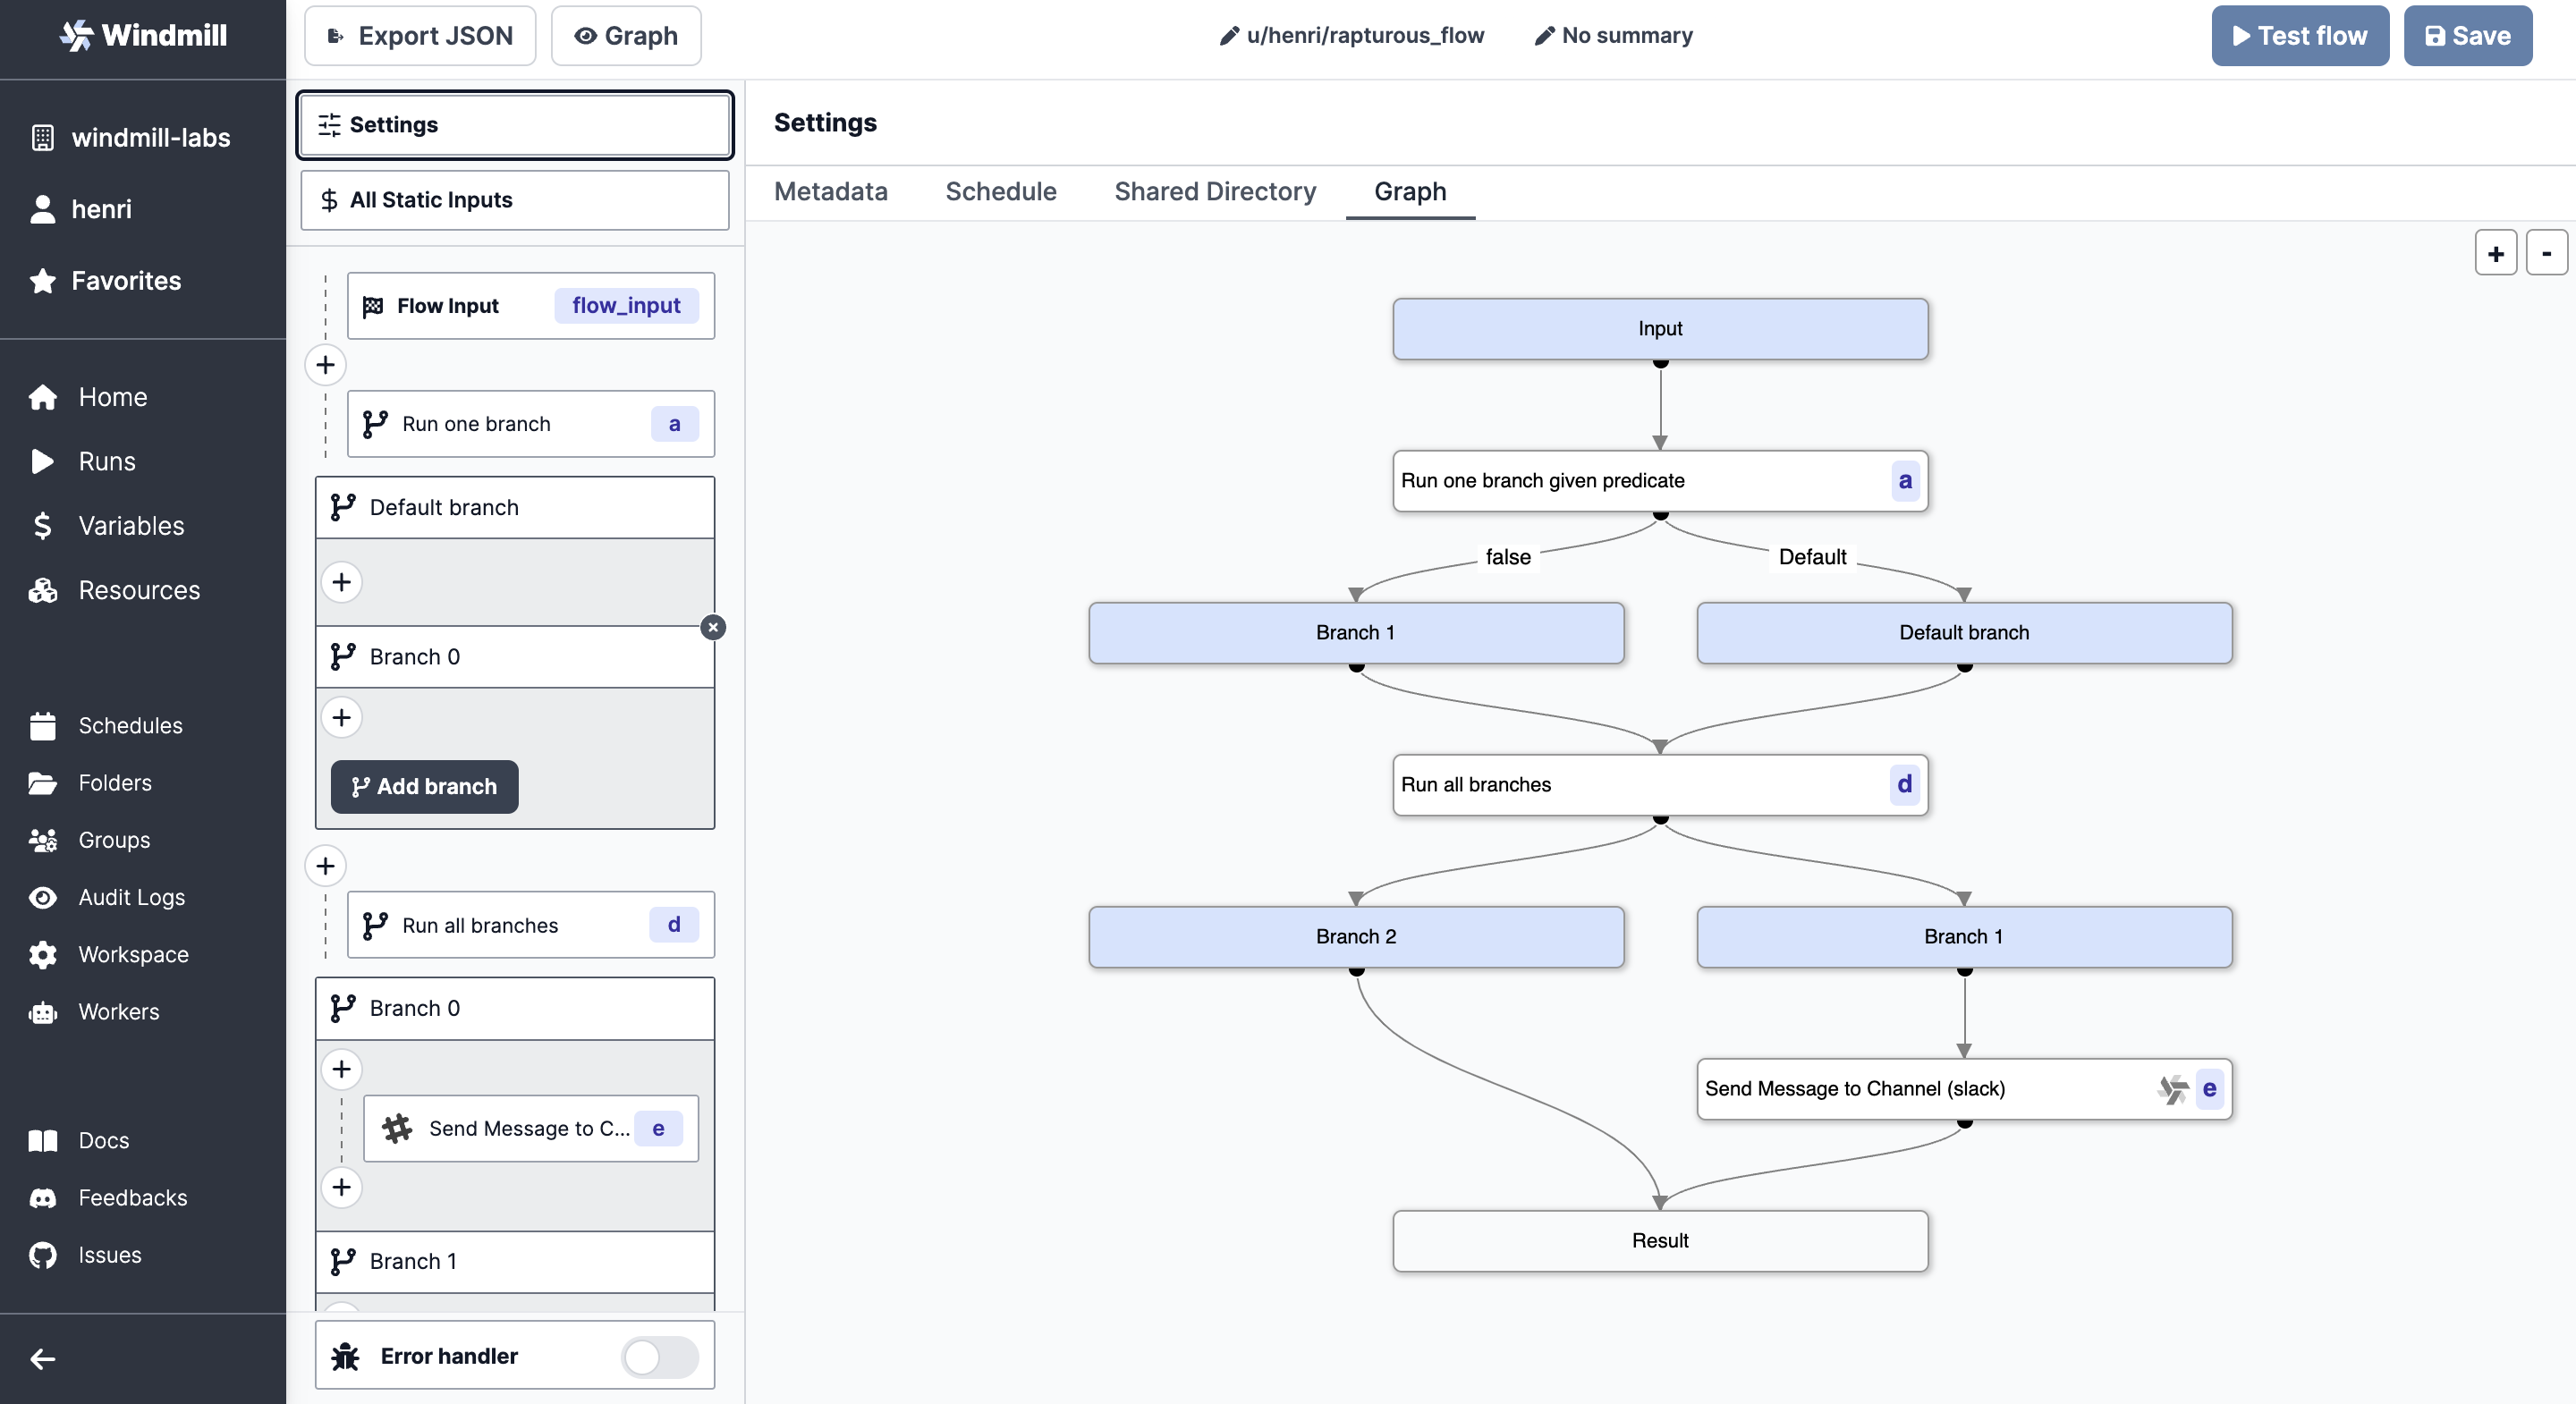 Windmill
windmill-labs
henri
Favorites
Home
Runs
Variables
Resources
Schedules
Folders
Groups
Audit Logs
Workspace
Workers
Docs
Feedbacks
Issues
Export JSON
Graph
u/henri/rapturous_flow
No summary
Test flow
Save
Settings
All Static Inputs
Flow Input flow_input
Run one branch a
Default branch
Branch 0
Add branch
Run all branches d
Branch 0
Send Message to C... e
Branch 1
Error handler
Settings
Metadata Schedule Shared Directory Graph
+ -
Input
Run one branch given predicate a
false Default
Branch 1 Default branch
Run all branches d
Branch 2 Branch 1
Send Message to Channel (slack) e
Result